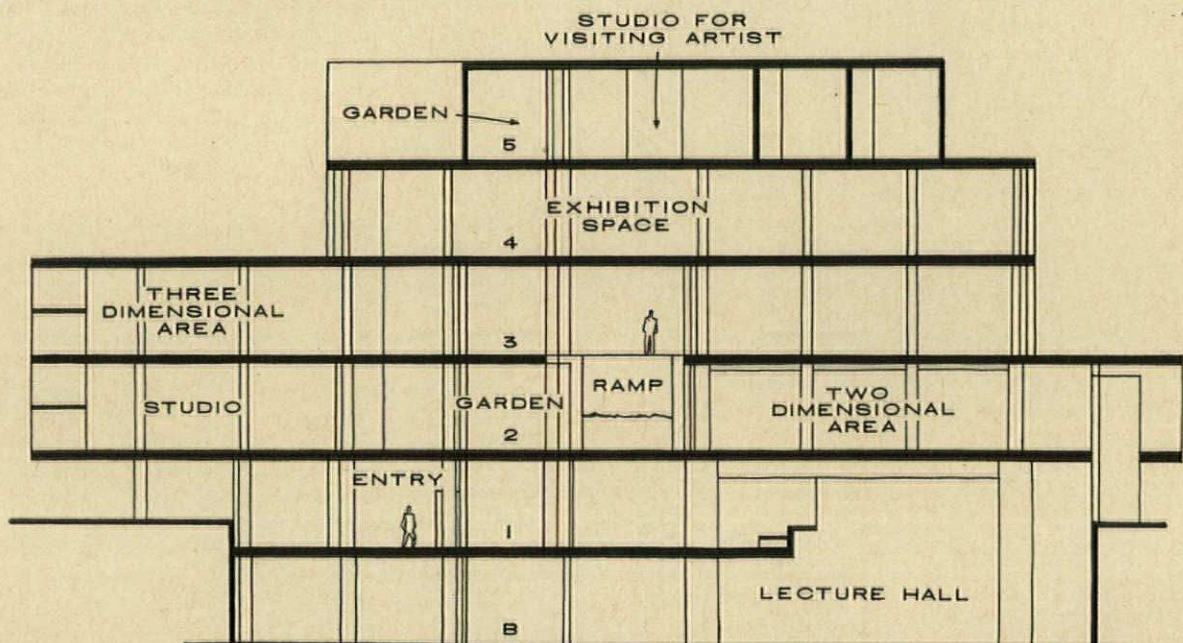 STUDIO FOR
VISITING ARTIST
GARDEN
5
EXHIBITION
SPACE
4
THREE
DIMENSIONAL
AREA
3
STUDIO
GARDEN
2
RAMP
TWO
DIMENSIONAL
AREA
ENTRY
1
LECTURE HALL
B